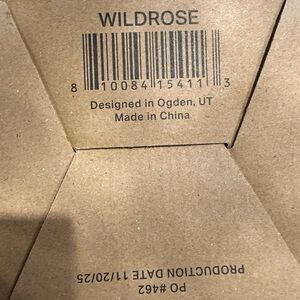 WILDROSE
8 10084 15411 3
Designed in Ogden, UT
Made in China
PO #462
PRODUCTION DATE 11/20/25